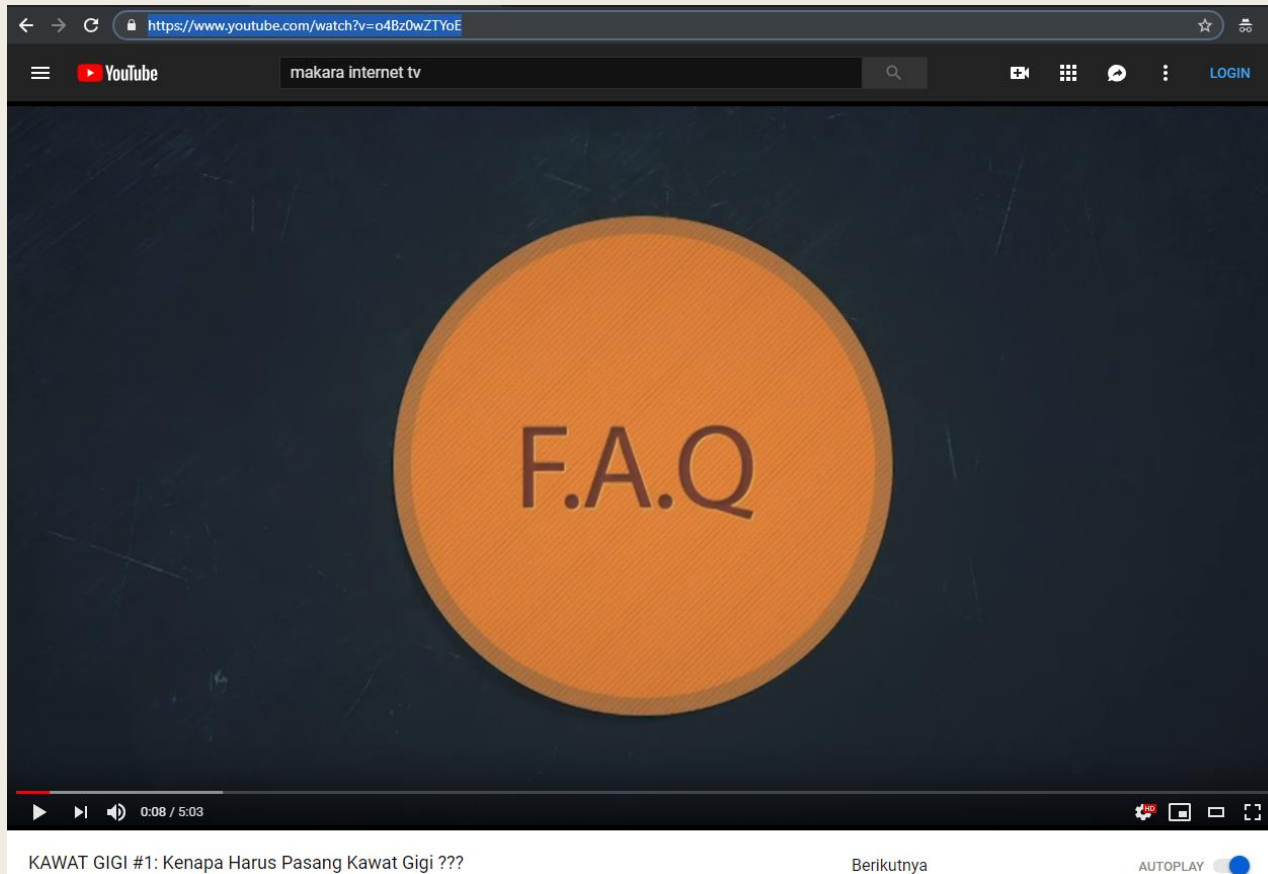 https://www.youtube.com/watch?v=o4Bz0wZTYoE
YouTube
makara internet tv
LOGIN
F.A.Q
0:08 / 5:03
HD
KAWAT GIGI #1: Kenapa Harus Pasang Kawat Gigi ???
Berikutnya
AUTOPLAY